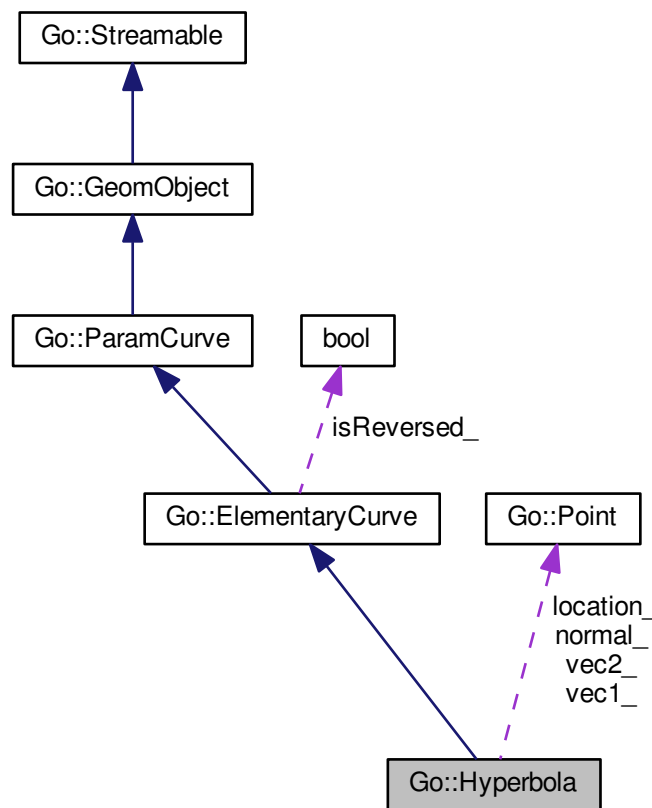 Go::Streamable
Go::GeomObject
Go::ParamCurve
bool
isReversed_
Go::ElementaryCurve
Go::Point
location_
normal_
vec2_
vec1_
Go::Hyperbola